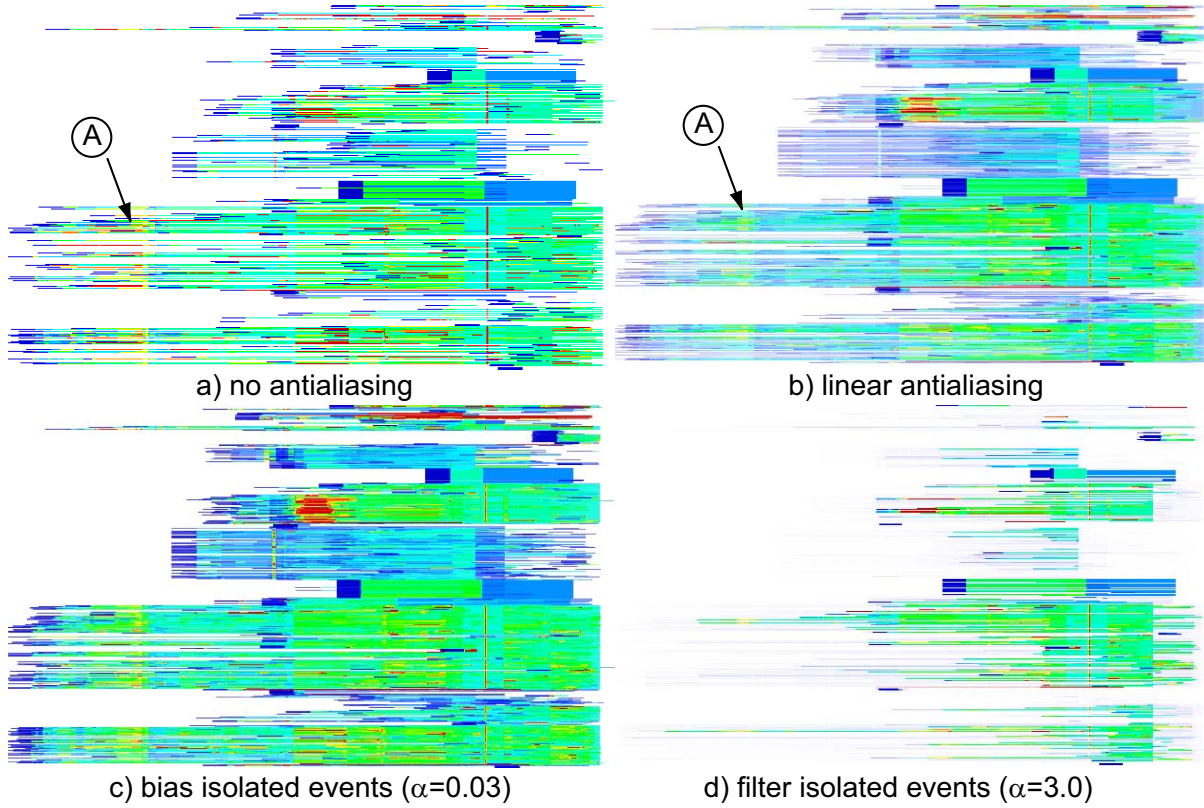 A
A
a) no antialiasing
b) linear antialiasing
c) bias isolated events (α=0.03)
d) filter isolated events (α=3.0)